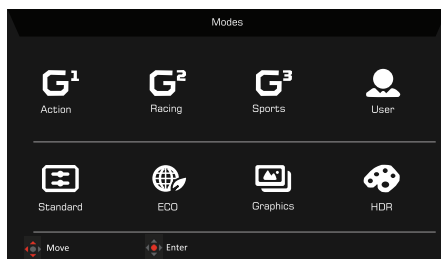 Modes
G1 G2 G3
Action Racing Sports User
Standard ECO Graphics HDR
Move Enter